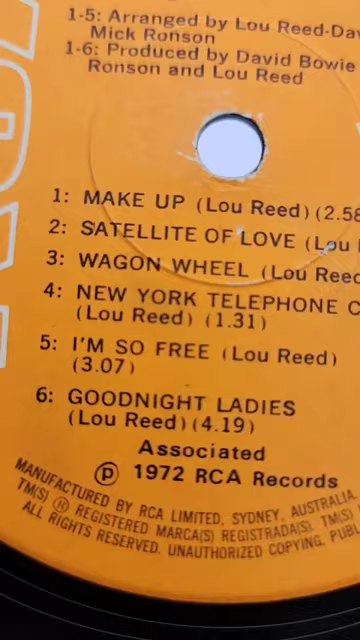 1-5: Arranged by Lou Reed-Dav
Mick Ronson
1-6: Produced by David Bowie
Ronson and Lou Reed
1: MAKE UP (Lou Reed) (2.58
2: SATELLITE OF LOVE (Lou
3: WAGON WHEEL (Lou Reed
4: NEW YORK TELEPHONE C
(Lou Reed) (1.31)
5: I'M SO FREE (Lou Reed)
(3.07)
6: GOODNIGHT LADIES
(Lou Reed) (4.19)
Associated
Ⓟ 1972 RCA Records
MANUFACTURED BY RCA LIMITED, SYDNEY, AUSTRALIA.
TM(S) ® REGISTERED MARCA(S) REGISTRADA(S). TM(S)
ALL RIGHTS RESERVED. UNAUTHORIZED COPYING, PUBL